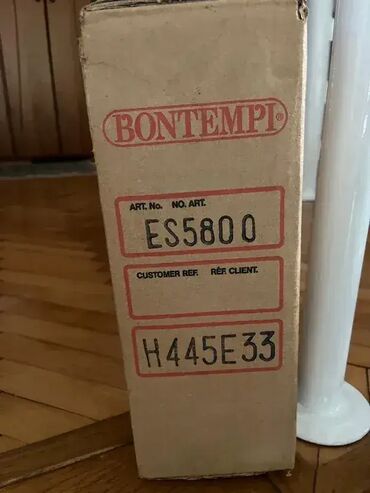 BONTEMPI®
ART. No. NO. ART.
ES5800
CUSTOMER REF. RÉF. CLIENT.
H445E33